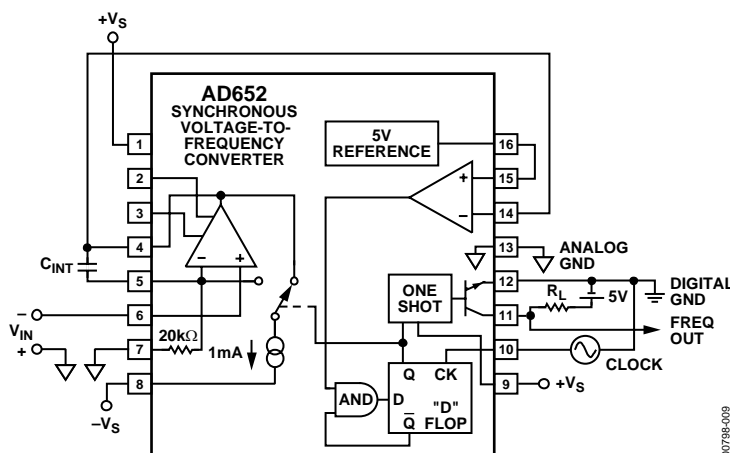 +VS
AD652
SYNCHRONOUS
VOLTAGE-TO-
FREQUENCY
CONVERTER
5V
REFERENCE
1
2
3
4
5
6
7
8
16
15
14
13
12
11
10
9
+
–
ANALOG
GND
CINT
–
+
ONE
SHOT
RL
5V
DIGITAL
GND
FREQ
OUT
–
VIN
+
20kΩ
1mA
CLOCK
–VS
+VS
AND
D
Q
CK
"D"
FLOP
Q̅
00798-009